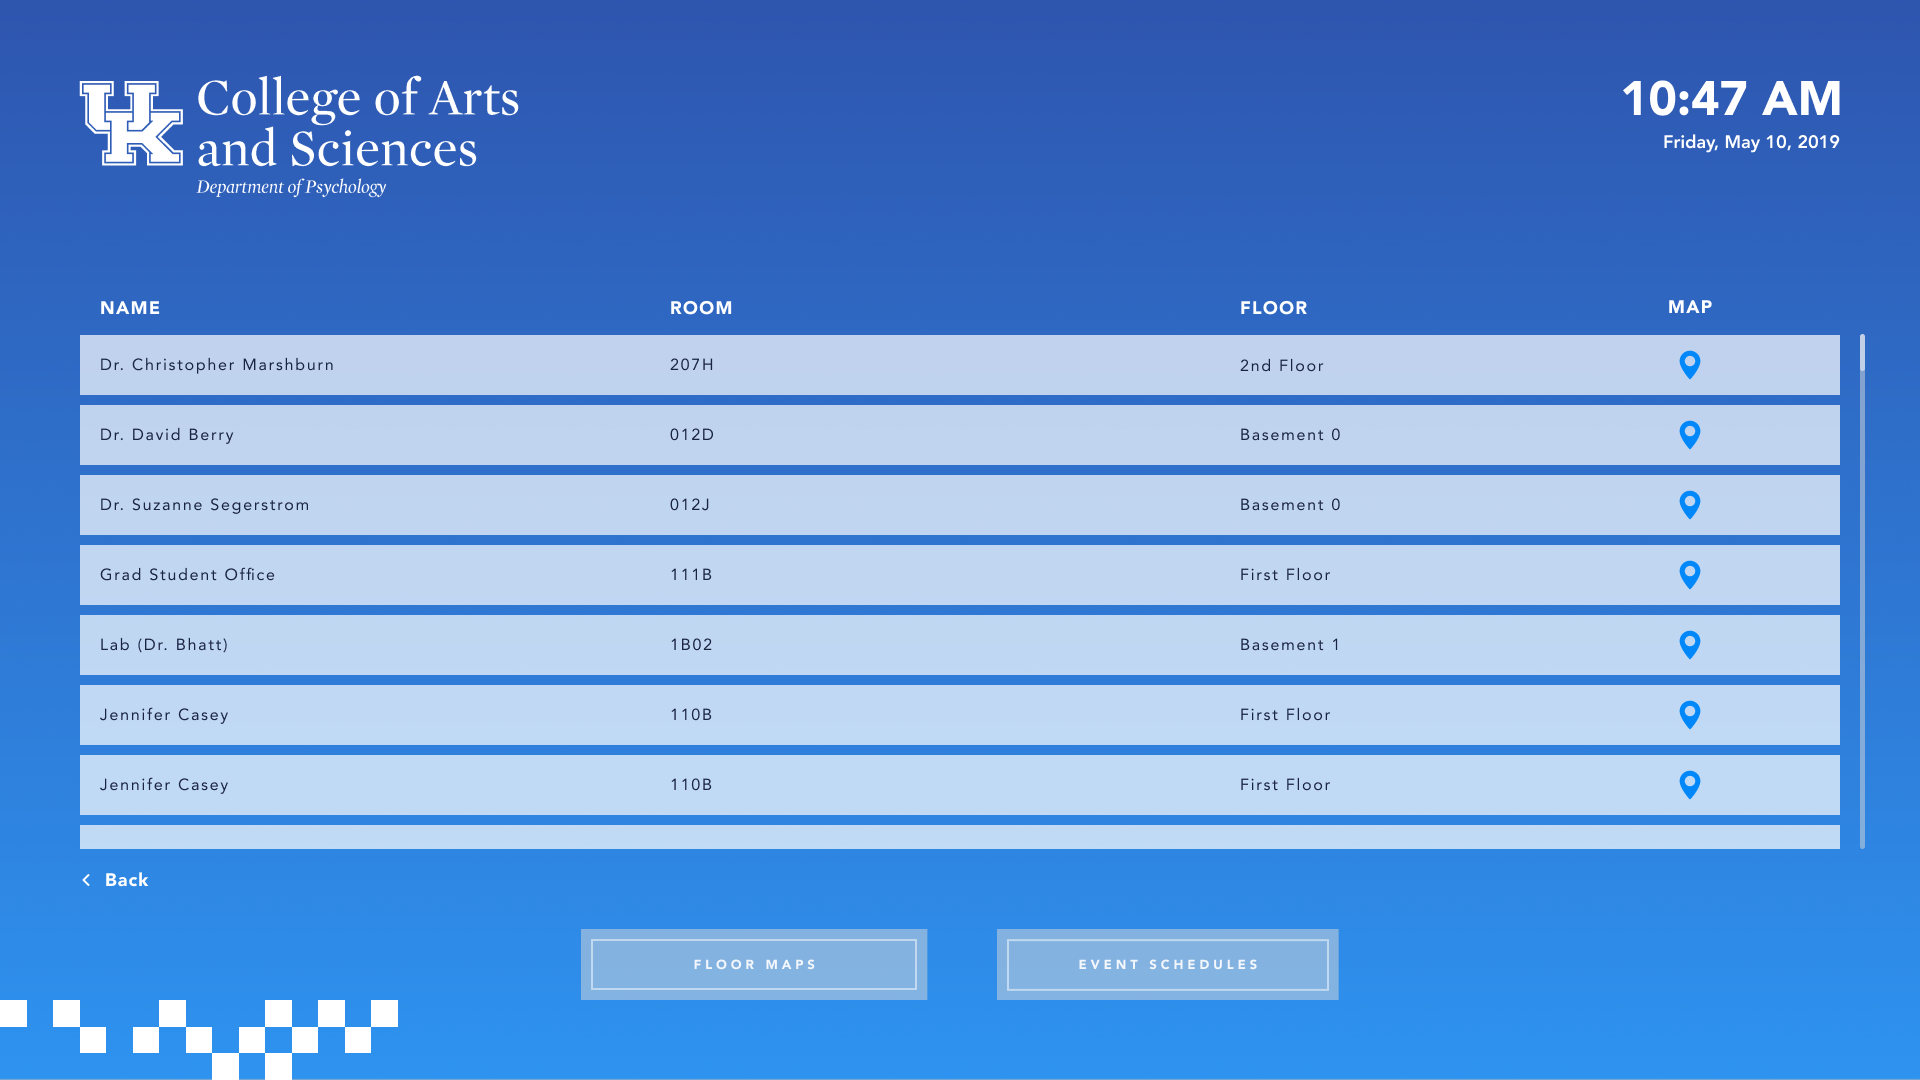 UK
College of Arts
and Sciences
Department of Psychology
10:47 AM
Friday, May 10, 2019
NAME ROOM FLOOR MAP
Dr. Christopher Marshburn 207H 2nd Floor
Dr. David Berry 012D Basement 0
Dr. Suzanne Segerstrom 012J Basement 0
Grad Student Office 111B First Floor
Lab (Dr. Bhatt) 1B02 Basement 1
Jennifer Casey 110B First Floor
Jennifer Casey 110B First Floor
Back
FLOOR MAPS EVENT SCHEDULES